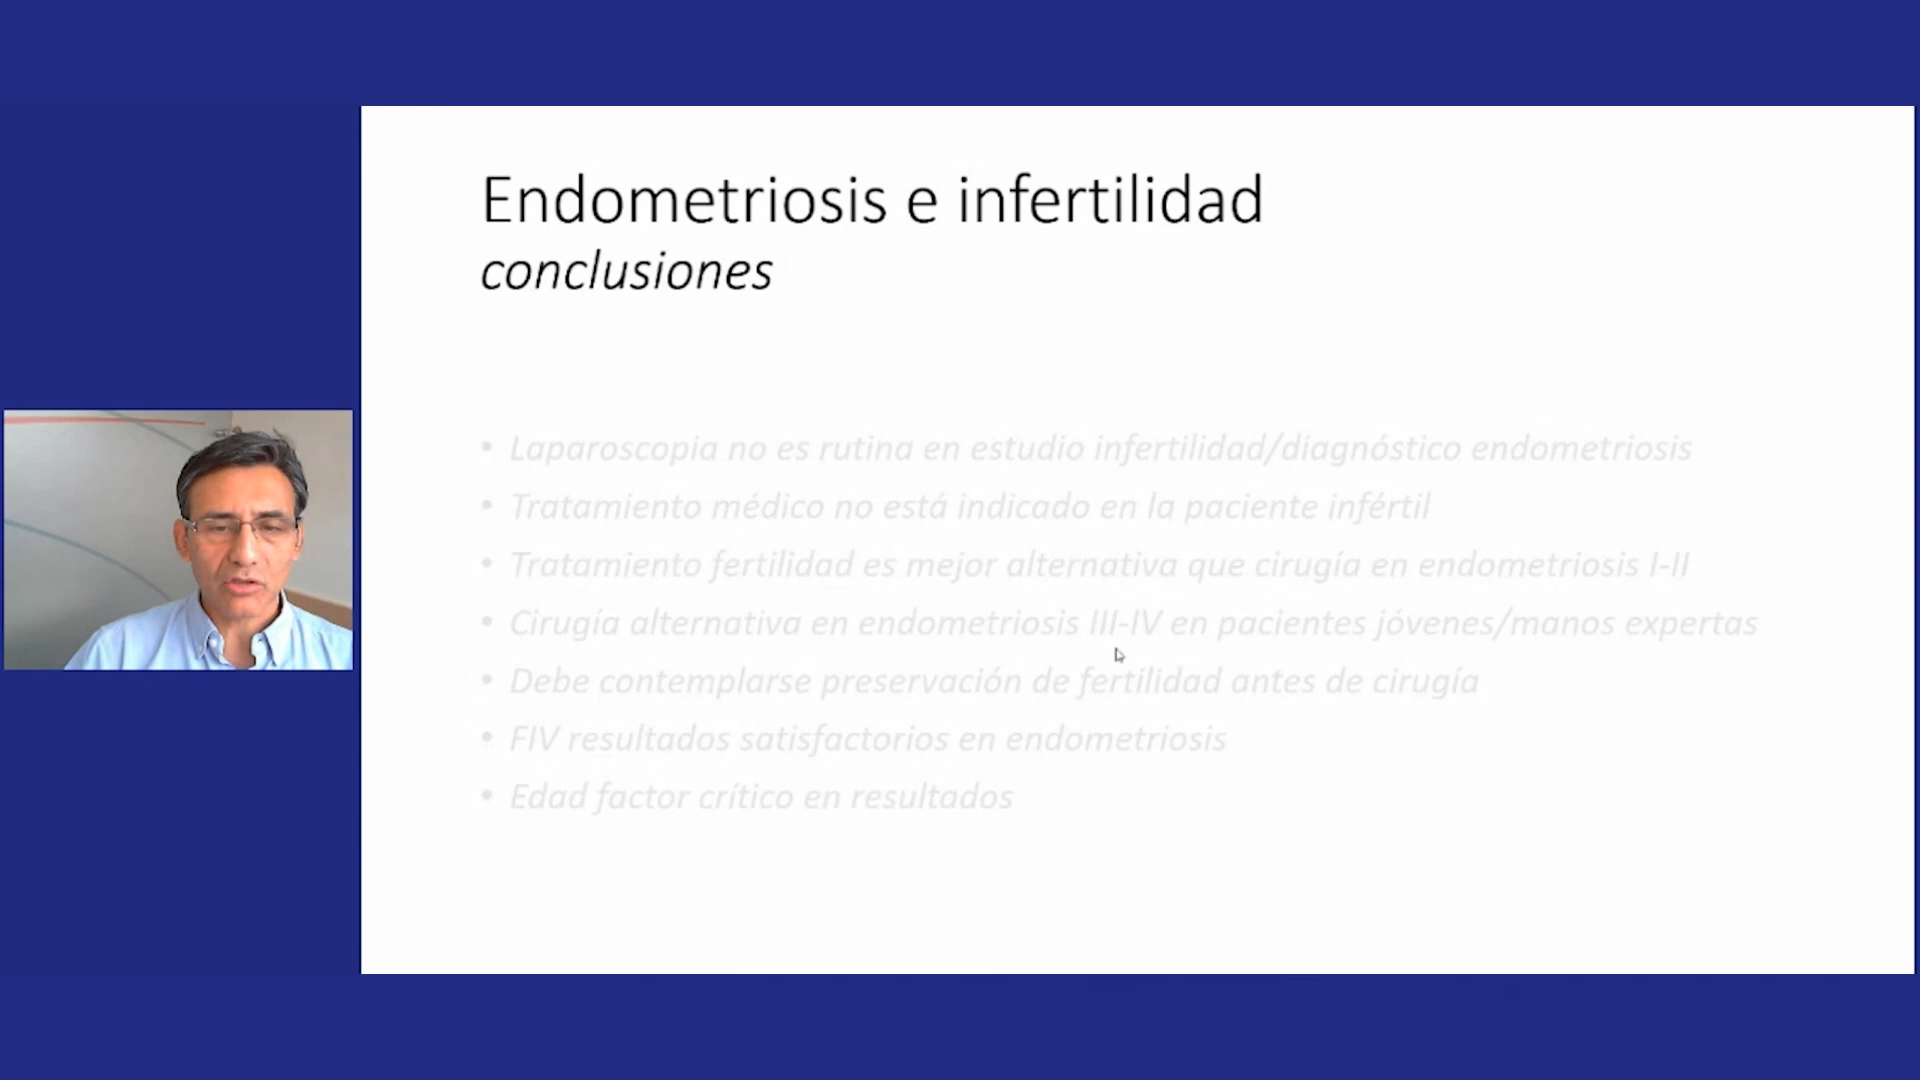 Endometriosis e infertilidad
conclusiones
• Laparoscopia no es rutina en estudio infertilidad/diagnóstico endometriosis
• Tratamiento médico no está indicado en la paciente infértil
• Tratamiento fertilidad es mejor alternativa que cirugía en endometriosis I-II
• Cirugía alternativa en endometriosis III-IV en pacientes jóvenes/manos expertas
• Debe contemplarse preservación de fertilidad antes de cirugía
• FIV resultados satisfactorios en endometriosis
• Edad factor crítico en resultados